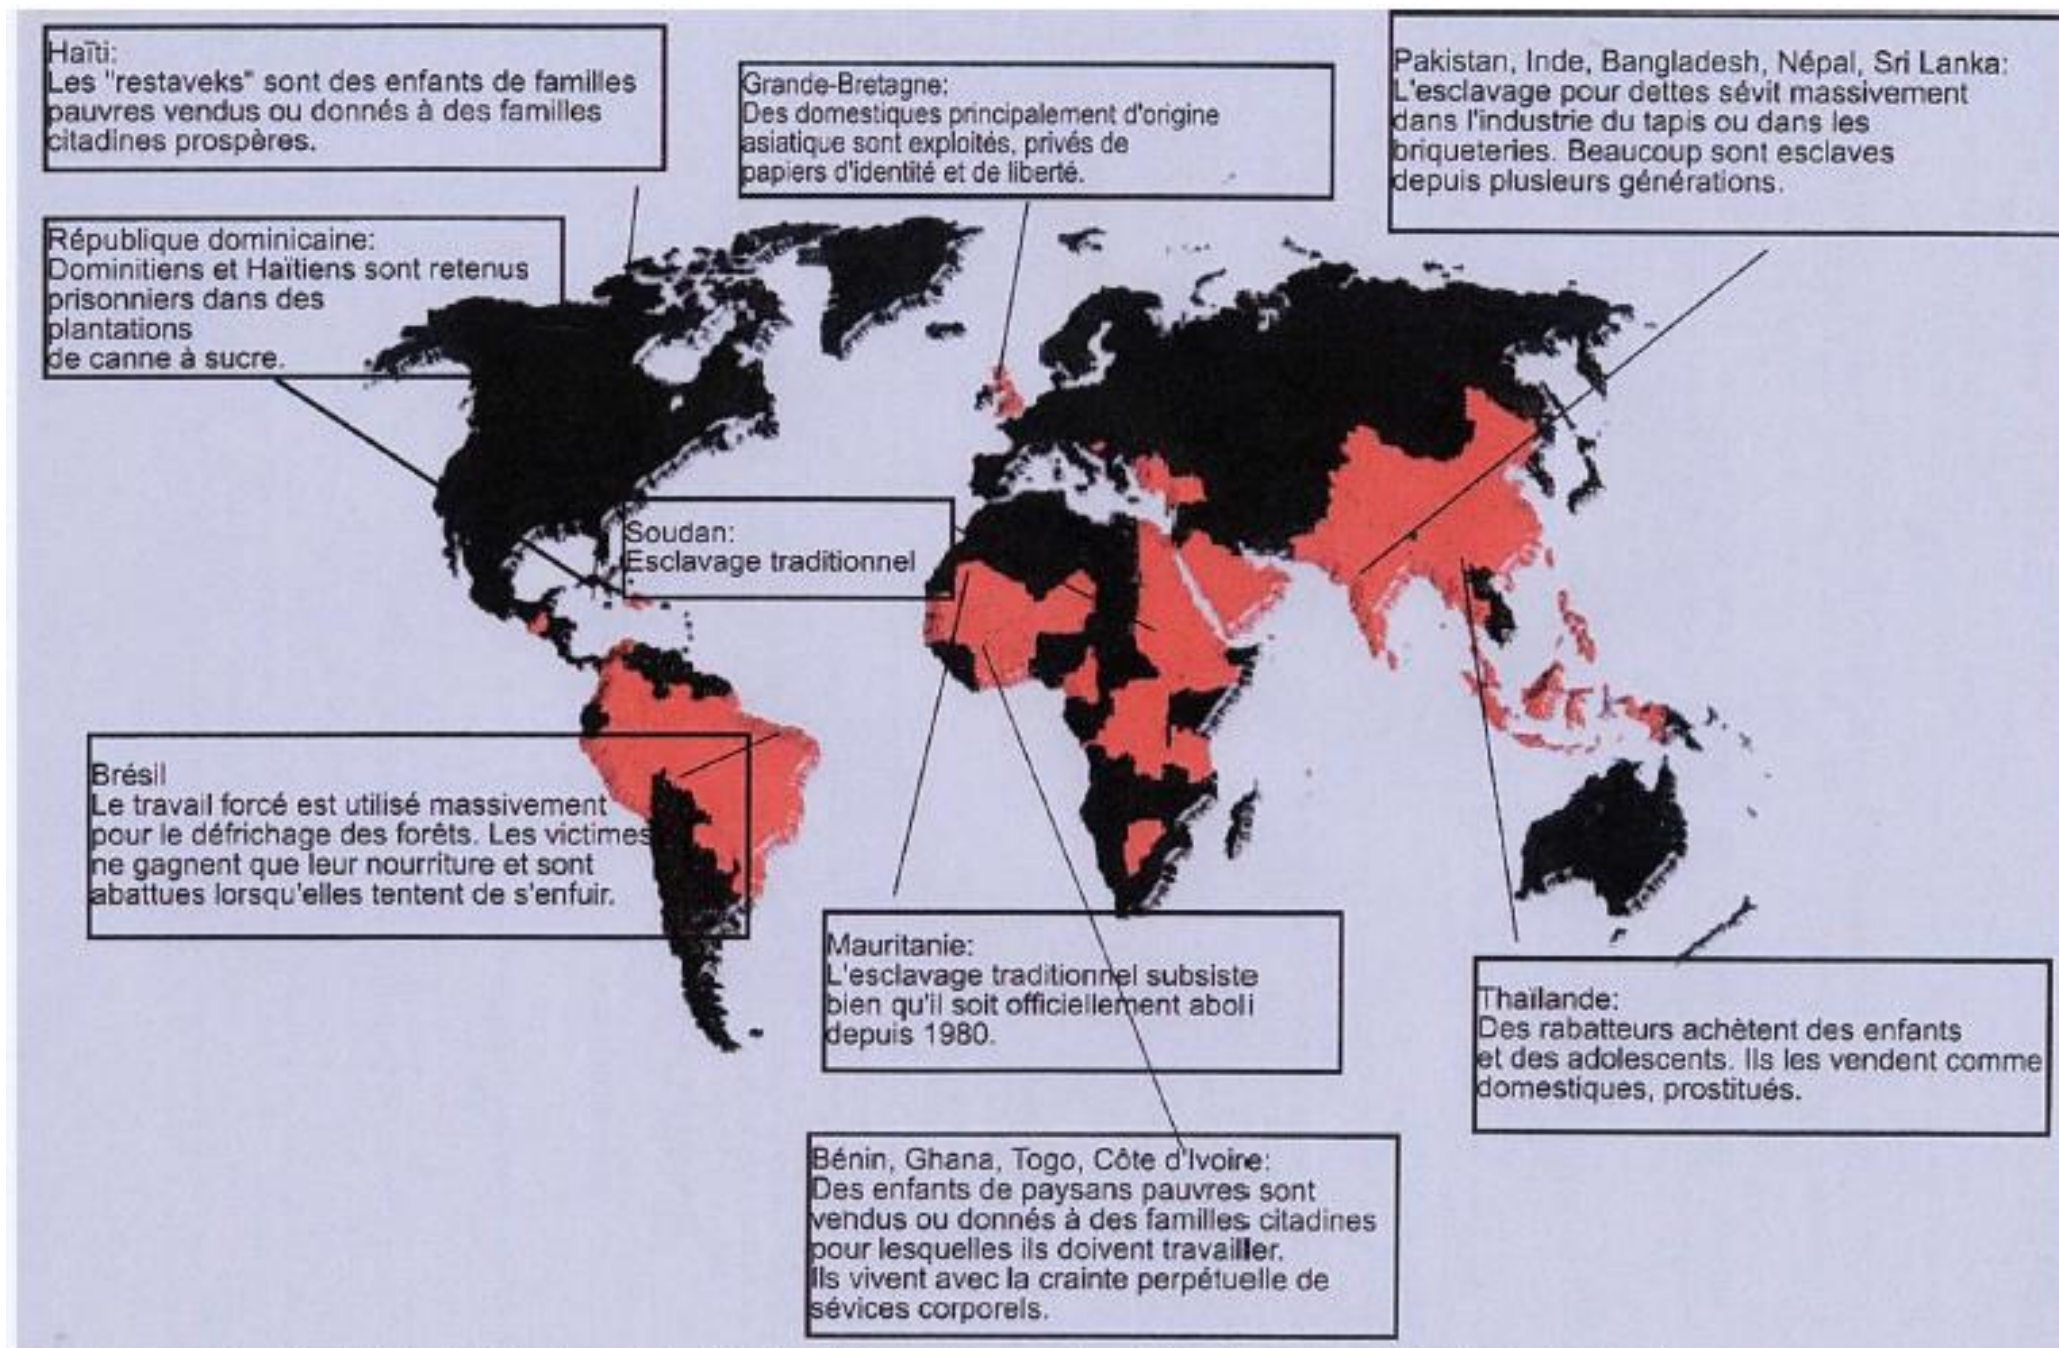 Haïti:
Les "restaveks" sont des enfants de familles
pauvres vendus ou donnés à des familles
citadines prospères.
Grande-Bretagne:
Des domestiques principalement d'origine
asiatique sont exploités, privés de
papiers d'identité et de liberté.
Pakistan, Inde, Bangladesh, Népal, Sri Lanka:
L'esclavage pour dettes sévit massivement
dans l'industrie du tapis ou dans les
briqueteries. Beaucoup sont esclaves
depuis plusieurs générations.
République dominicaine:
Dominitiens et Haïtiens sont retenus
prisonniers dans des
plantations
de canne à sucre.
Soudan:
Esclavage traditionnel
Brésil
Le travail forcé est utilisé massivement
pour le défrichage des forêts. Les victimes
ne gagnent que leur nourriture et sont
abattues lorsqu'elles tentent de s'enfuir.
Mauritanie:
L'esclavage traditionnel subsiste
bien qu'il soit officiellement aboli
depuis 1980.
Thaïlande:
Des rabatteurs achètent des enfants
et des adolescents. Ils les vendent comme
domestiques, prostitués.
Bénin, Ghana, Togo, Côte d'Ivoire:
Des enfants de paysans pauvres sont
vendus ou donnés à des familles citadines
pour lesquelles ils doivent travailler.
Ils vivent avec la crainte perpétuelle de
sévices corporels.